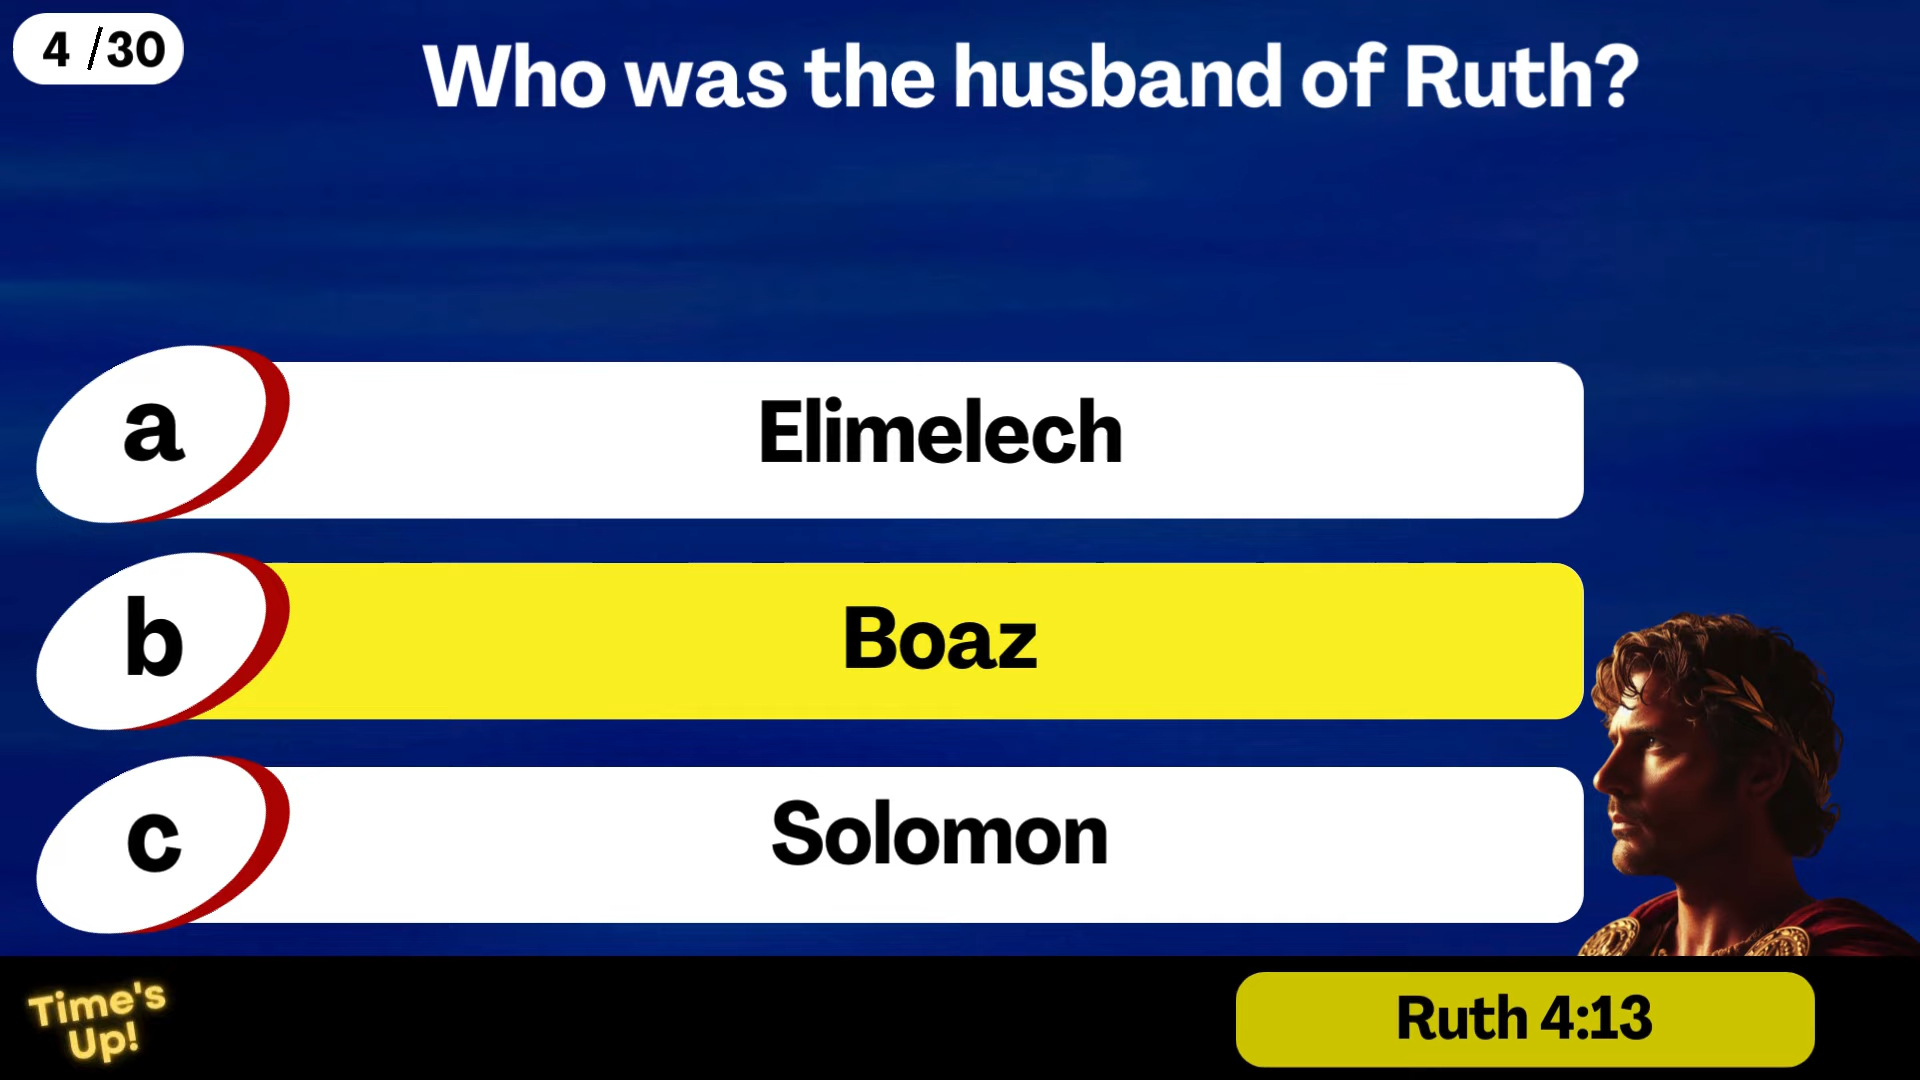 4 /30
Who was the husband of Ruth?
a
Elimelech
b
Boaz
c
Solomon
Time's
Up!
Ruth 4:13